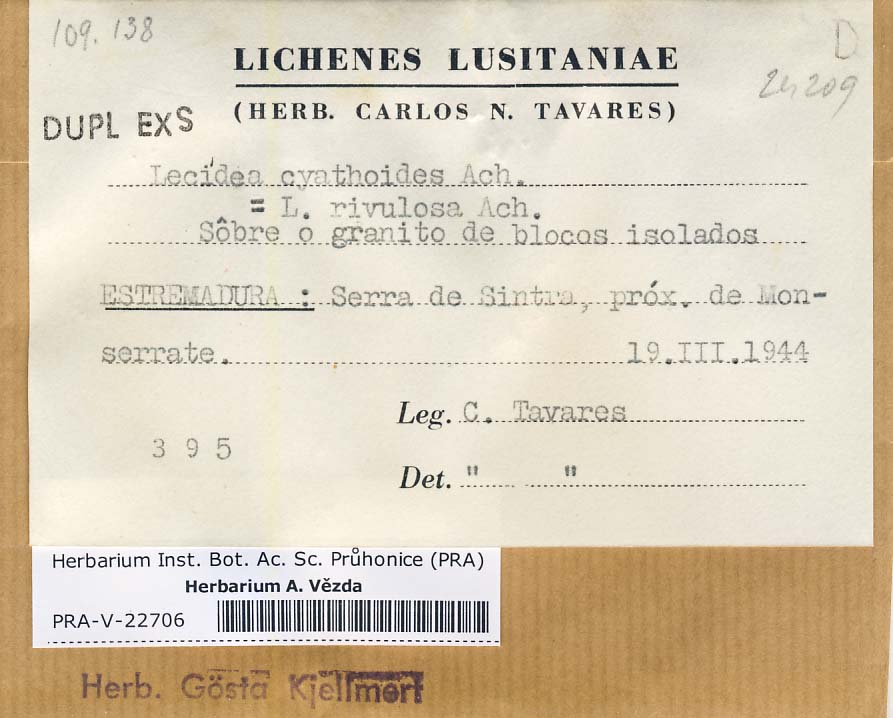 109. 138
D
LICHENES LUSITANIAE
24209
(HERB. CARLOS N. TAVARES)
DUPL EXS
Lecidea cyathoides Ach.
= L. rivulosa Ach.
Sôbre o granito de blocos isolados
ESTREMADURA : Serra de Sintra, próx. de Mon-
serrate. 19.III.1944
Leg. C. Tavares
395
Det. " "
Herbarium Inst. Bot. Ac. Sc. Průhonice (PRA)
Herbarium A. Vězda
PRA-V-22706
Herb. Gösta Kjellmert